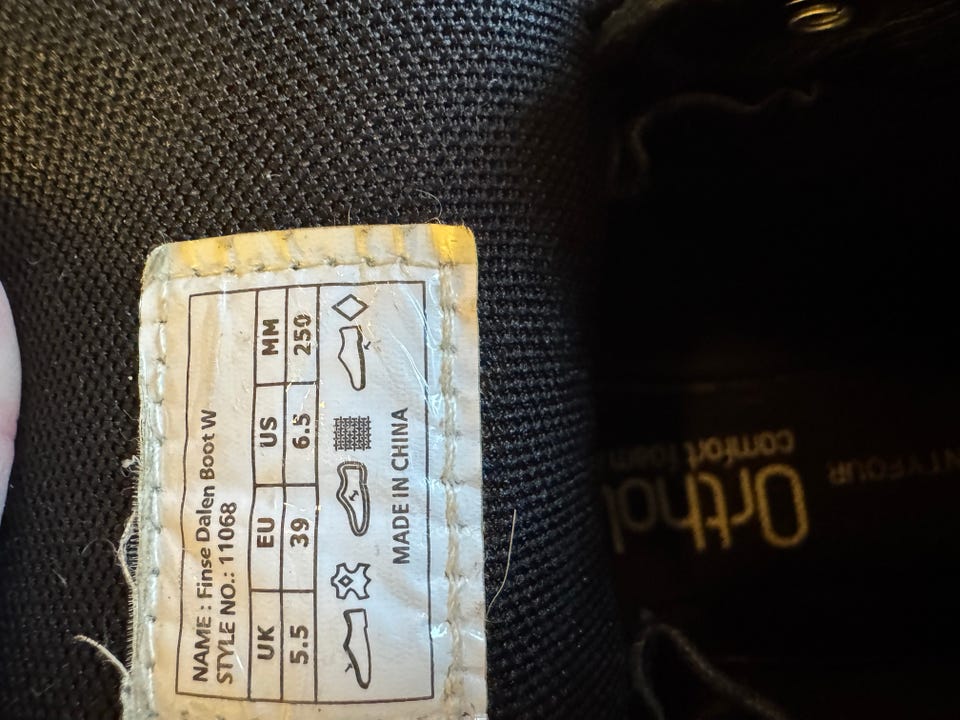 NAME : Finse Dalen Boot W
STYLE NO.: 11068
UK EU US MM
5.5 39 6.5 250
MADE IN CHINA
comfort foam